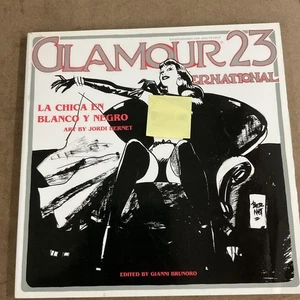 GLAMOUR 23
ERNATIONAL
LA CHICA EN
BLANCO Y NEGRO
ART BY JORDI BERNET
EDITED BY GIANNI BRUNORO